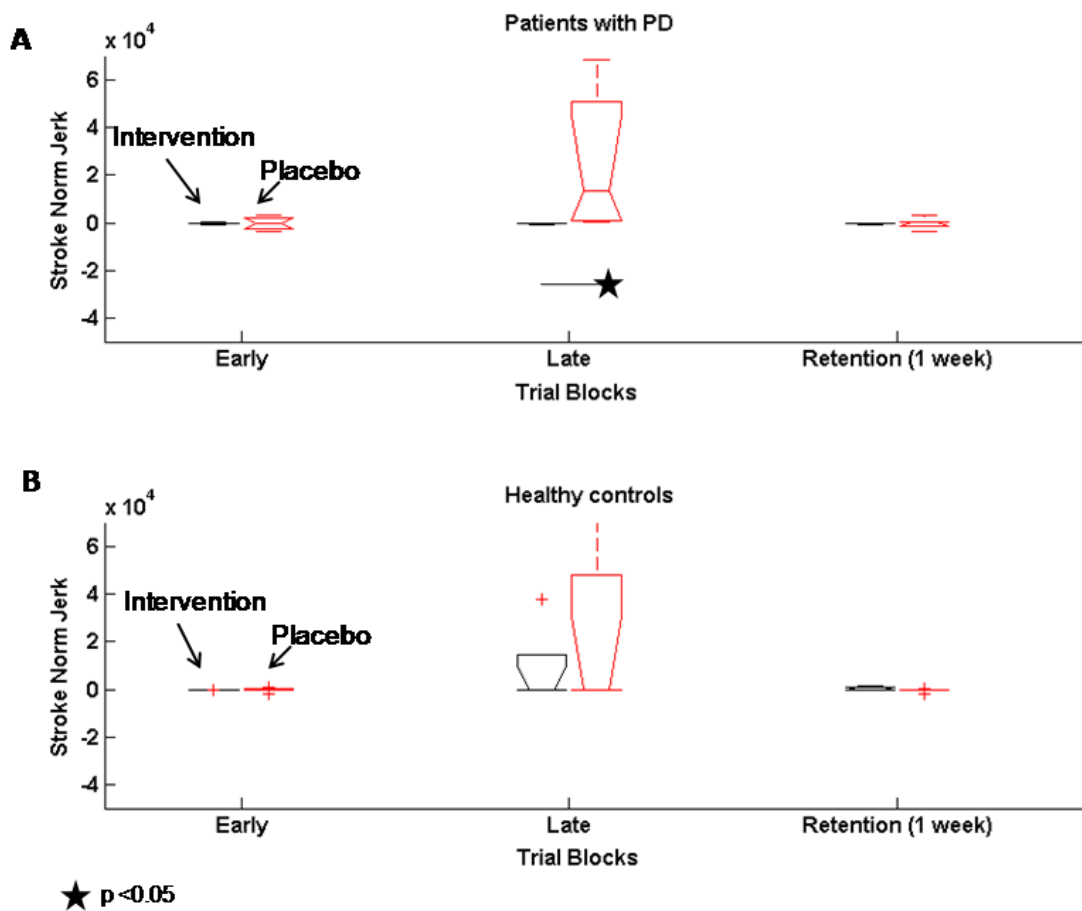 A
x 10^4
Patients with PD
Stroke Norm Jerk
6
4
2
0
-2
-4
Intervention
Placebo
Early
Late
Retention (1 week)
Trial Blocks
B
x 10^4
Healthy controls
Stroke Norm Jerk
6
4
2
0
-2
-4
Intervention
Placebo
Early
Late
Retention (1 week)
Trial Blocks
★ p <0.05